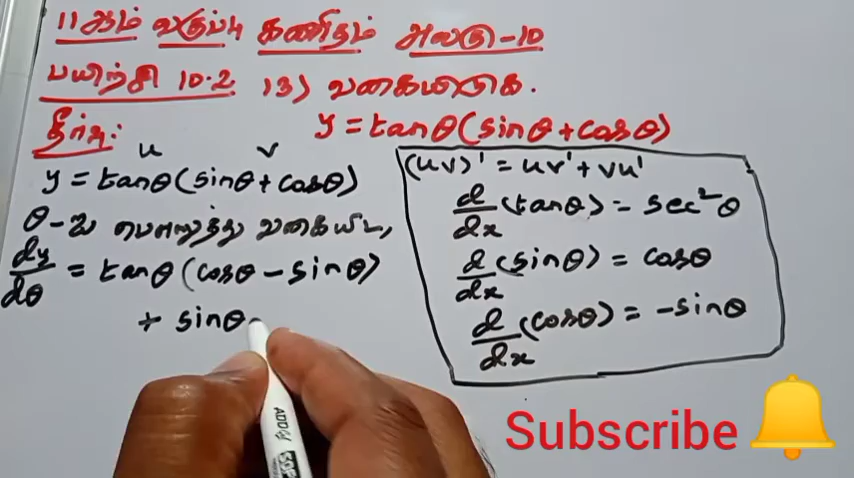 11ஆம் வகுப்பு கணிதம் அலகு-10
பயிற்சி 10.2 13) வகையிடுக.
தீர்வு:
y = tanθ(sinθ + cosθ)
u v
y = tanθ(sinθ + cosθ)
θ-ஐ பொறுத்து வகையிட,
dy/dθ = tanθ(cosθ - sinθ)
+ sinθ
(uv)' = uv' + vu'
d/dx (tanθ) = sec²θ
d/dx (sinθ) = cosθ
d/dx (cosθ) = -sinθ
Subscribe